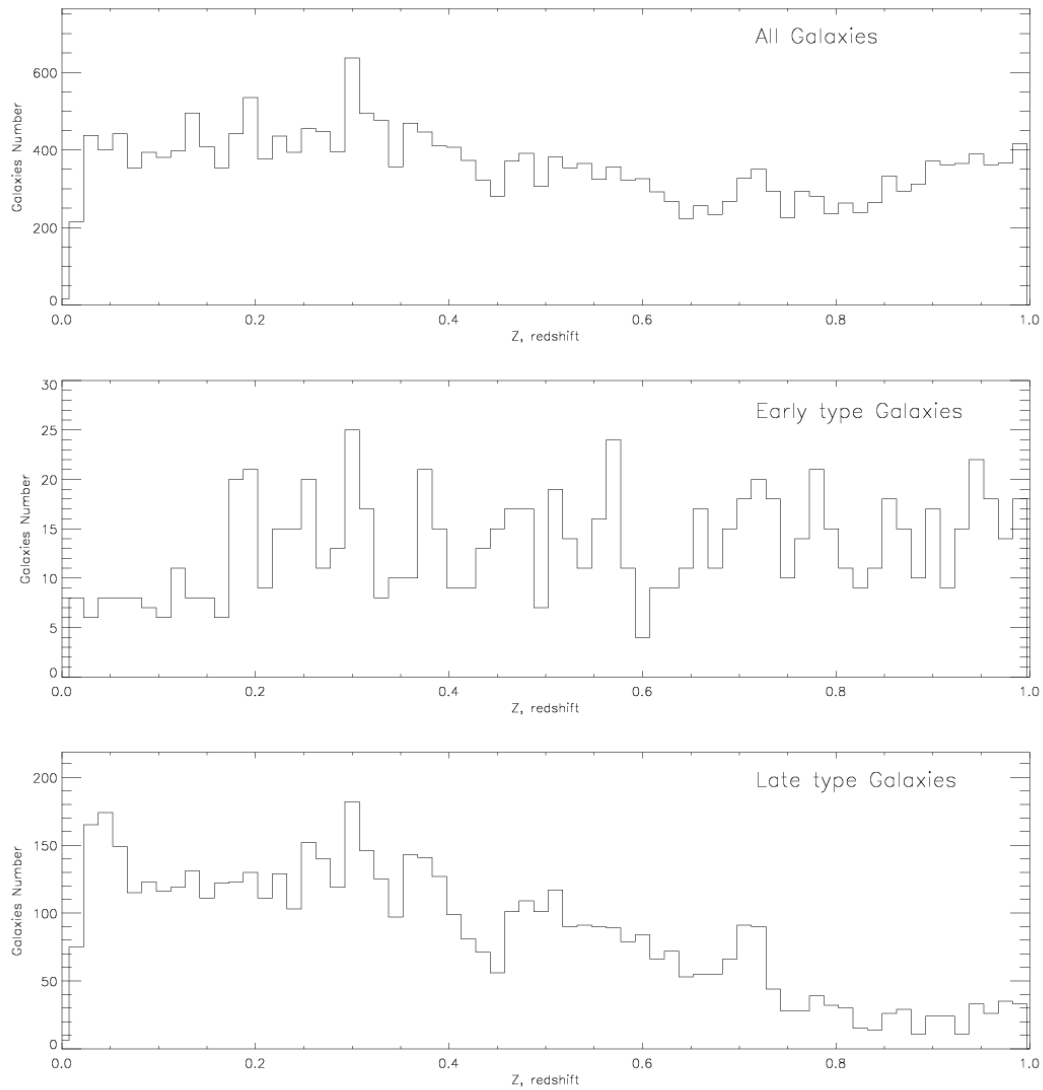 All Galaxies
Galaxies Number
600
400
200
0
0.0 0.2 0.4 0.6 0.8 1.0
Z, redshift
Early type Galaxies
Galaxies Number
30
25
20
15
10
5
0
0.0 0.2 0.4 0.6 0.8 1.0
Z, redshift
Late type Galaxies
Galaxies Number
200
150
100
50
0
0.0 0.2 0.4 0.6 0.8 1.0
Z, redshift